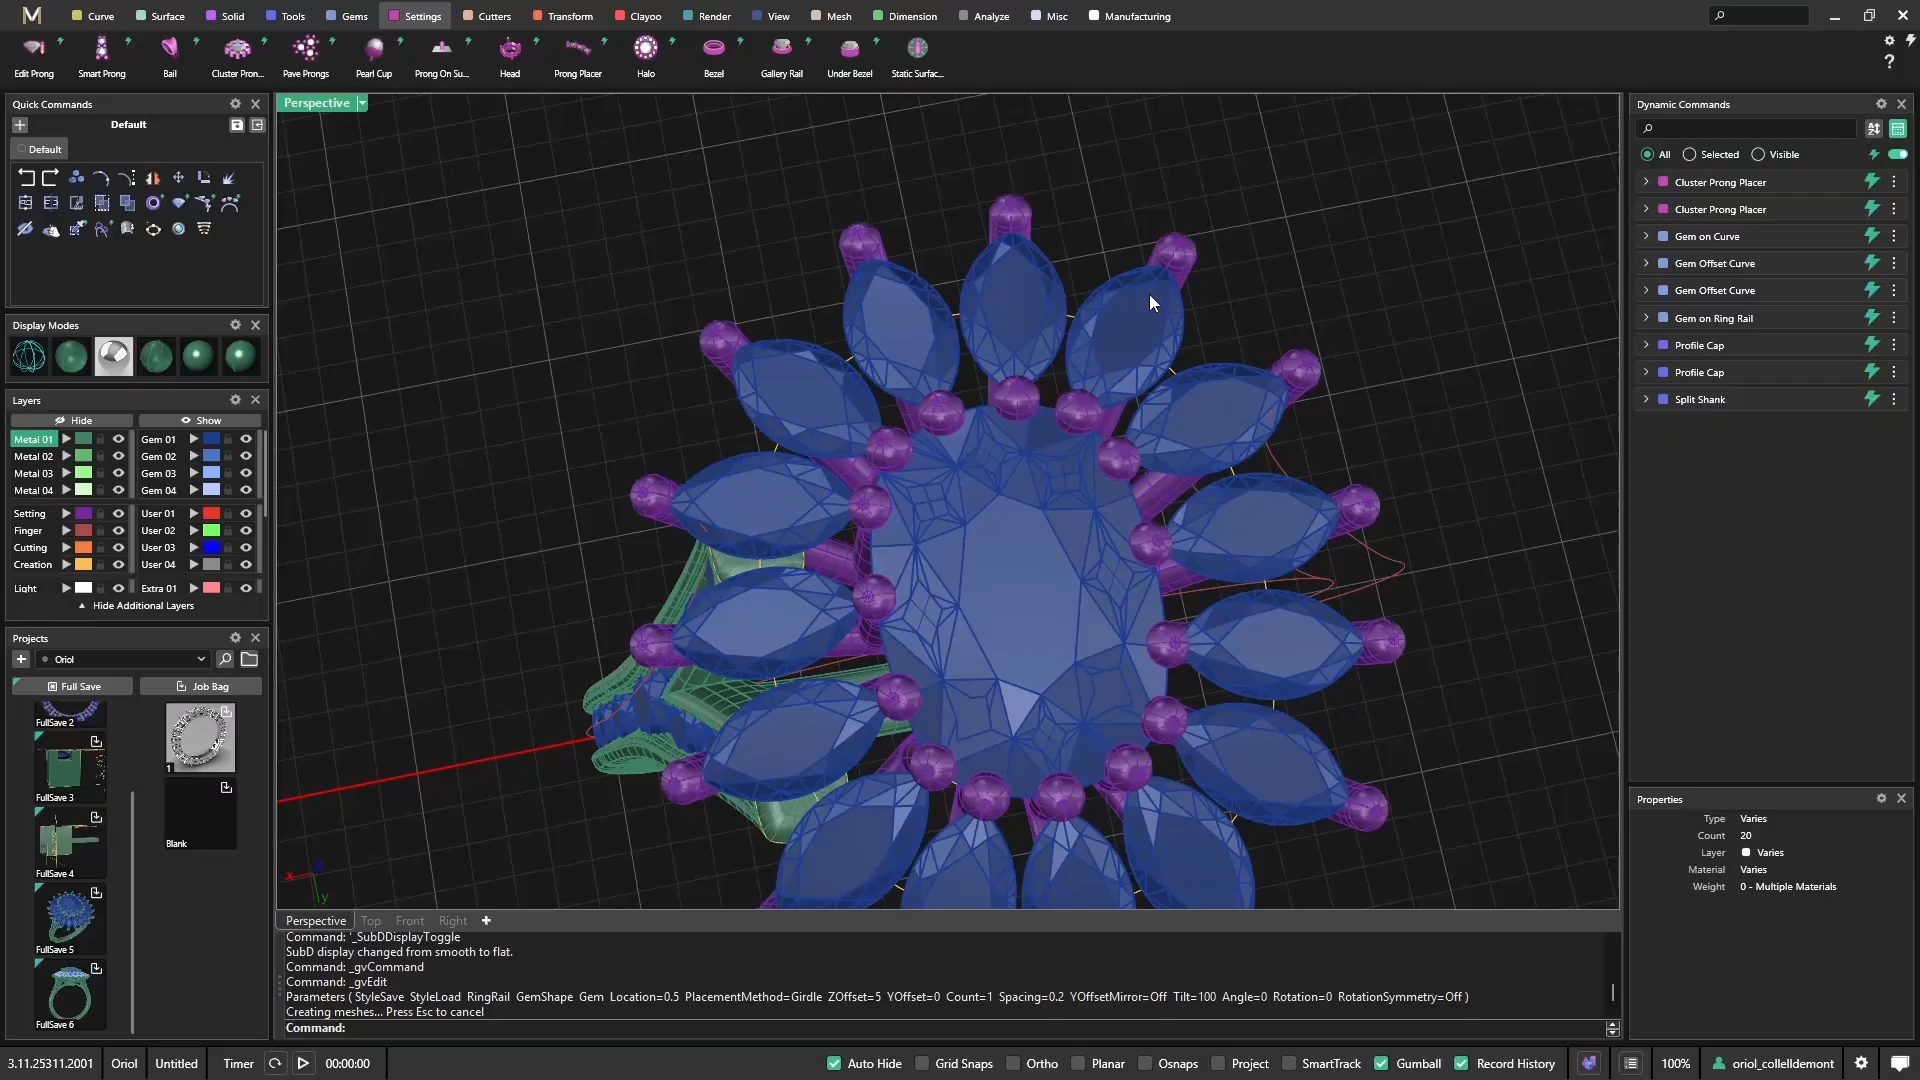 Curve Surface Solid Tools Gems Settings Cutters Transform Clayoo Render View Mesh Dimension Analyze Misc Manufacturing
Edit Prong Smart Prong Bail Cluster Pron... Pave Prongs Pearl Cup Prong On Su... Head Prong Placer Halo Bezel Gallery Rail Under Bezel Static Surfac...
Quick Commands
Default
Default
Display Modes
Layers
Hide Show
Metal 01 Gem 01
Metal 02 Gem 02
Metal 03 Gem 03
Metal 04 Gem 04
Setting User 01
Finger User 02
Cutting User 03
Creation User 04
Light Extra 01
Hide Additional Layers
Projects
Oriol
Full Save Job Bag
FullSave 2
1
FullSave 3
Blank
FullSave 4
FullSave 5
FullSave 6
Perspective
x
y
Perspective Top Front Right
Command: '_SubDDisplayToggle
SubD display changed from smooth to flat.
Command: _gvCommand
Command: _gvEdit
Parameters ( StyleSave StyleLoad RingRail GemShape Gem Location=0.5 PlacementMethod=Girdle ZOffset=5 YOffset=0 Count=1 Spacing=0.2 YOffsetMirror=Off Tilt=100 Angle=0 Rotation=0 RotationSymmetry=Off )
Creating meshes... Press Esc to cancel
Command:
Dynamic Commands
All Selected Visible
Cluster Prong Placer
Cluster Prong Placer
Gem on Curve
Gem Offset Curve
Gem Offset Curve
Gem on Ring Rail
Profile Cap
Profile Cap
Split Shank
Properties
Type Varies
Count 20
Layer Varies
Material Varies
Weight 0 - Multiple Materials
3.11.25311.2001 Oriol Untitled Timer 00:00:00 Auto Hide Grid Snaps Ortho Planar Osnaps Project SmartTrack Gumball Record History 100% oriol_collelldemont